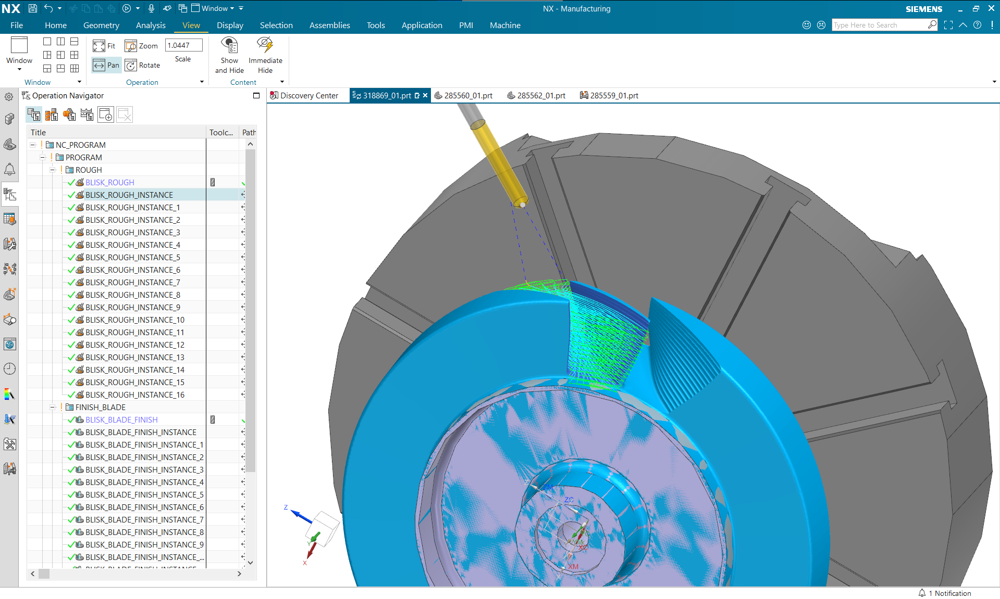 NX
Window
NX - Manufacturing
SIEMENS
File Home Geometry Analysis View Display Selection Assemblies Tools Application PMI Machine
Type Here to Search
Window
Fit
Zoom
1.0447
Pan
Rotate
Scale
Show and Hide
Immediate Hide
Window
Operation
Content
Operation Navigator
Discovery Center
318869_01.prt
285560_01.prt
285562_01.prt
285559_01.prt
Title Toolc... Path
NC_PROGRAM
PROGRAM
ROUGH
BLISK_ROUGH
BLISK_ROUGH_INSTANCE
BLISK_ROUGH_INSTANCE_1
BLISK_ROUGH_INSTANCE_2
BLISK_ROUGH_INSTANCE_3
BLISK_ROUGH_INSTANCE_4
BLISK_ROUGH_INSTANCE_5
BLISK_ROUGH_INSTANCE_6
BLISK_ROUGH_INSTANCE_7
BLISK_ROUGH_INSTANCE_8
BLISK_ROUGH_INSTANCE_9
BLISK_ROUGH_INSTANCE_10
BLISK_ROUGH_INSTANCE_11
BLISK_ROUGH_INSTANCE_12
BLISK_ROUGH_INSTANCE_13
BLISK_ROUGH_INSTANCE_14
BLISK_ROUGH_INSTANCE_15
BLISK_ROUGH_INSTANCE_16
FINISH_BLADE
BLISK_BLADE_FINISH
BLISK_BLADE_FINISH_INSTANCE
BLISK_BLADE_FINISH_INSTANCE_1
BLISK_BLADE_FINISH_INSTANCE_2
BLISK_BLADE_FINISH_INSTANCE_3
BLISK_BLADE_FINISH_INSTANCE_4
BLISK_BLADE_FINISH_INSTANCE_5
BLISK_BLADE_FINISH_INSTANCE_6
BLISK_BLADE_FINISH_INSTANCE_7
BLISK_BLADE_FINISH_INSTANCE_8
BLISK_BLADE_FINISH_INSTANCE_9
BLISK_BLADE_FINISH_INSTANCE_...
Z
Y
X
ZM
ZC
XC
XM
1 Notification